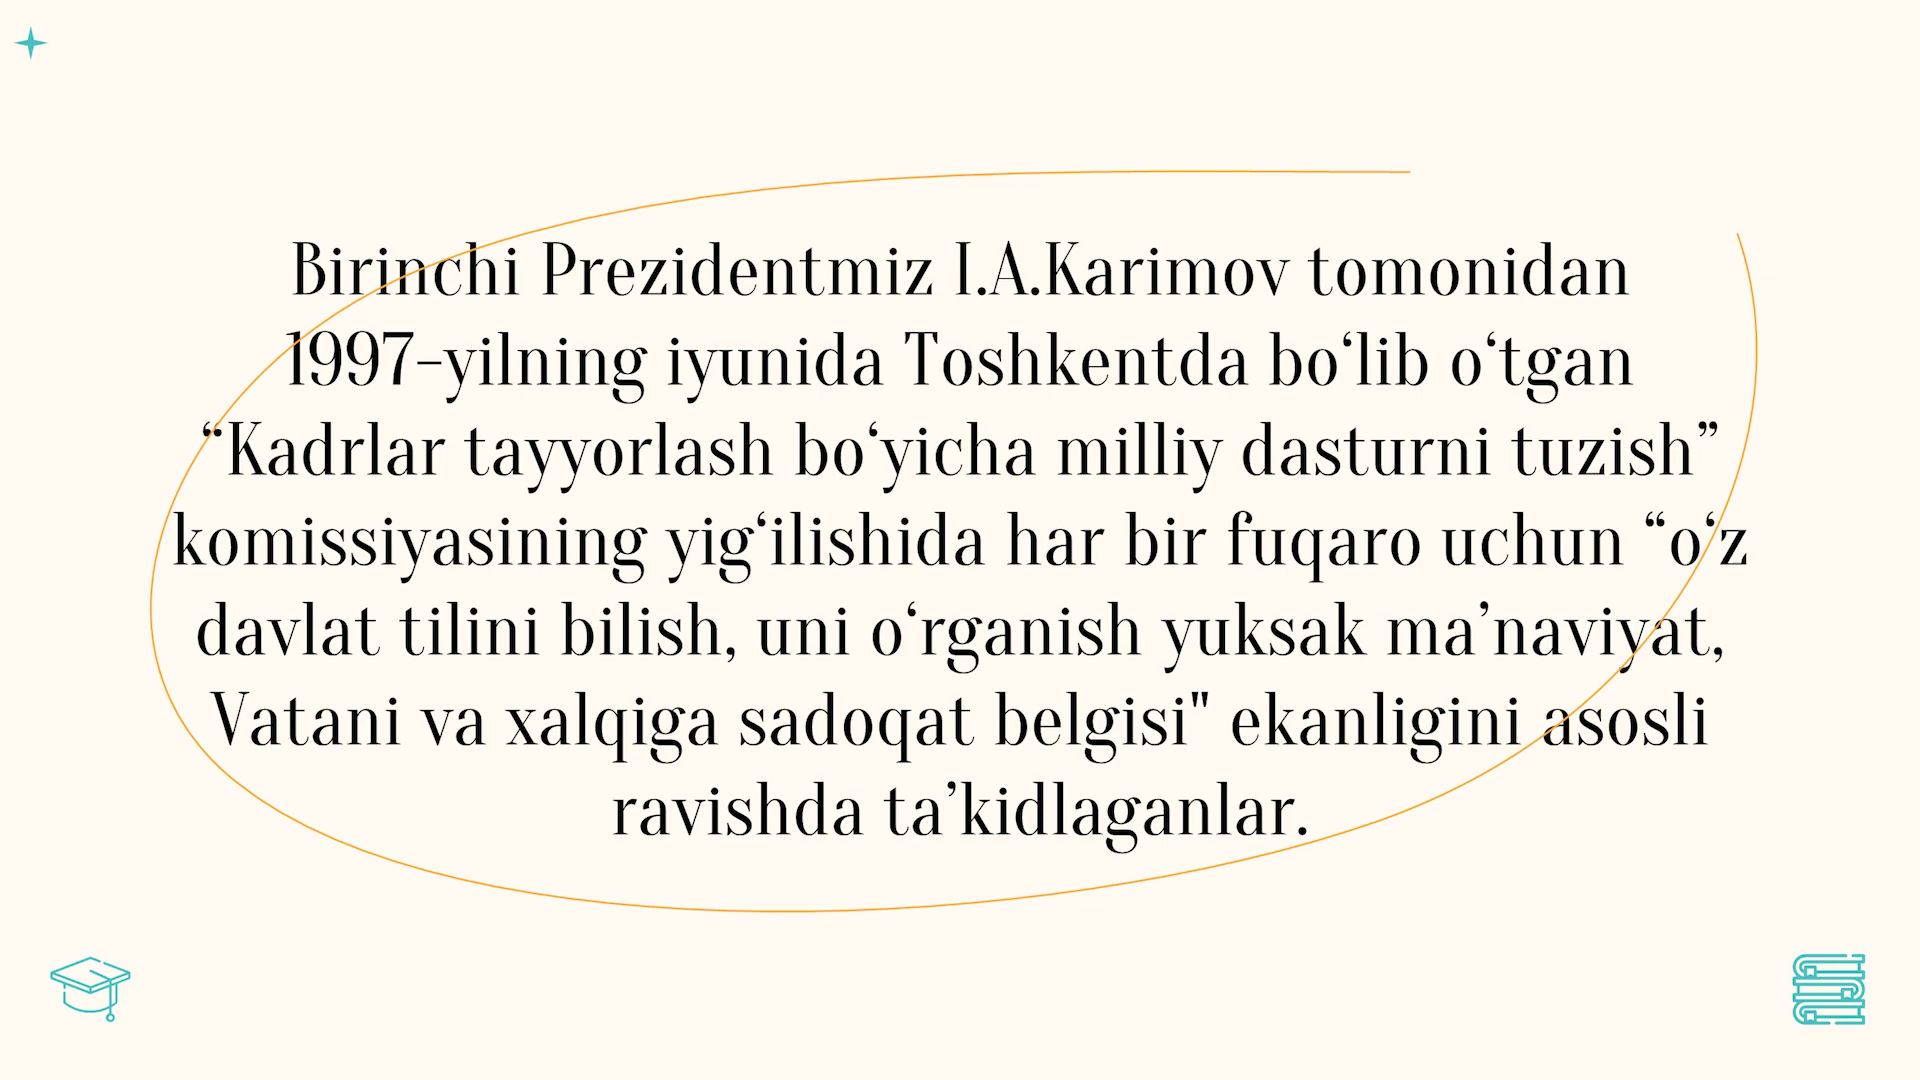 Birinchi Prezidentmiz I.A.Karimov tomonidan
1997-yilning iyunida Toshkentda bo‘lib o‘tgan
“Kadrlar tayyorlash bo‘yicha milliy dasturni tuzish”
komissiyasining yig‘ilishida har bir fuqaro uchun “o‘z
davlat tilini bilish, uni o‘rganish yuksak ma’naviyat,
Vatani va xalqiga sadoqat belgisi" ekanligini asosli
ravishda ta’kidlaganlar.